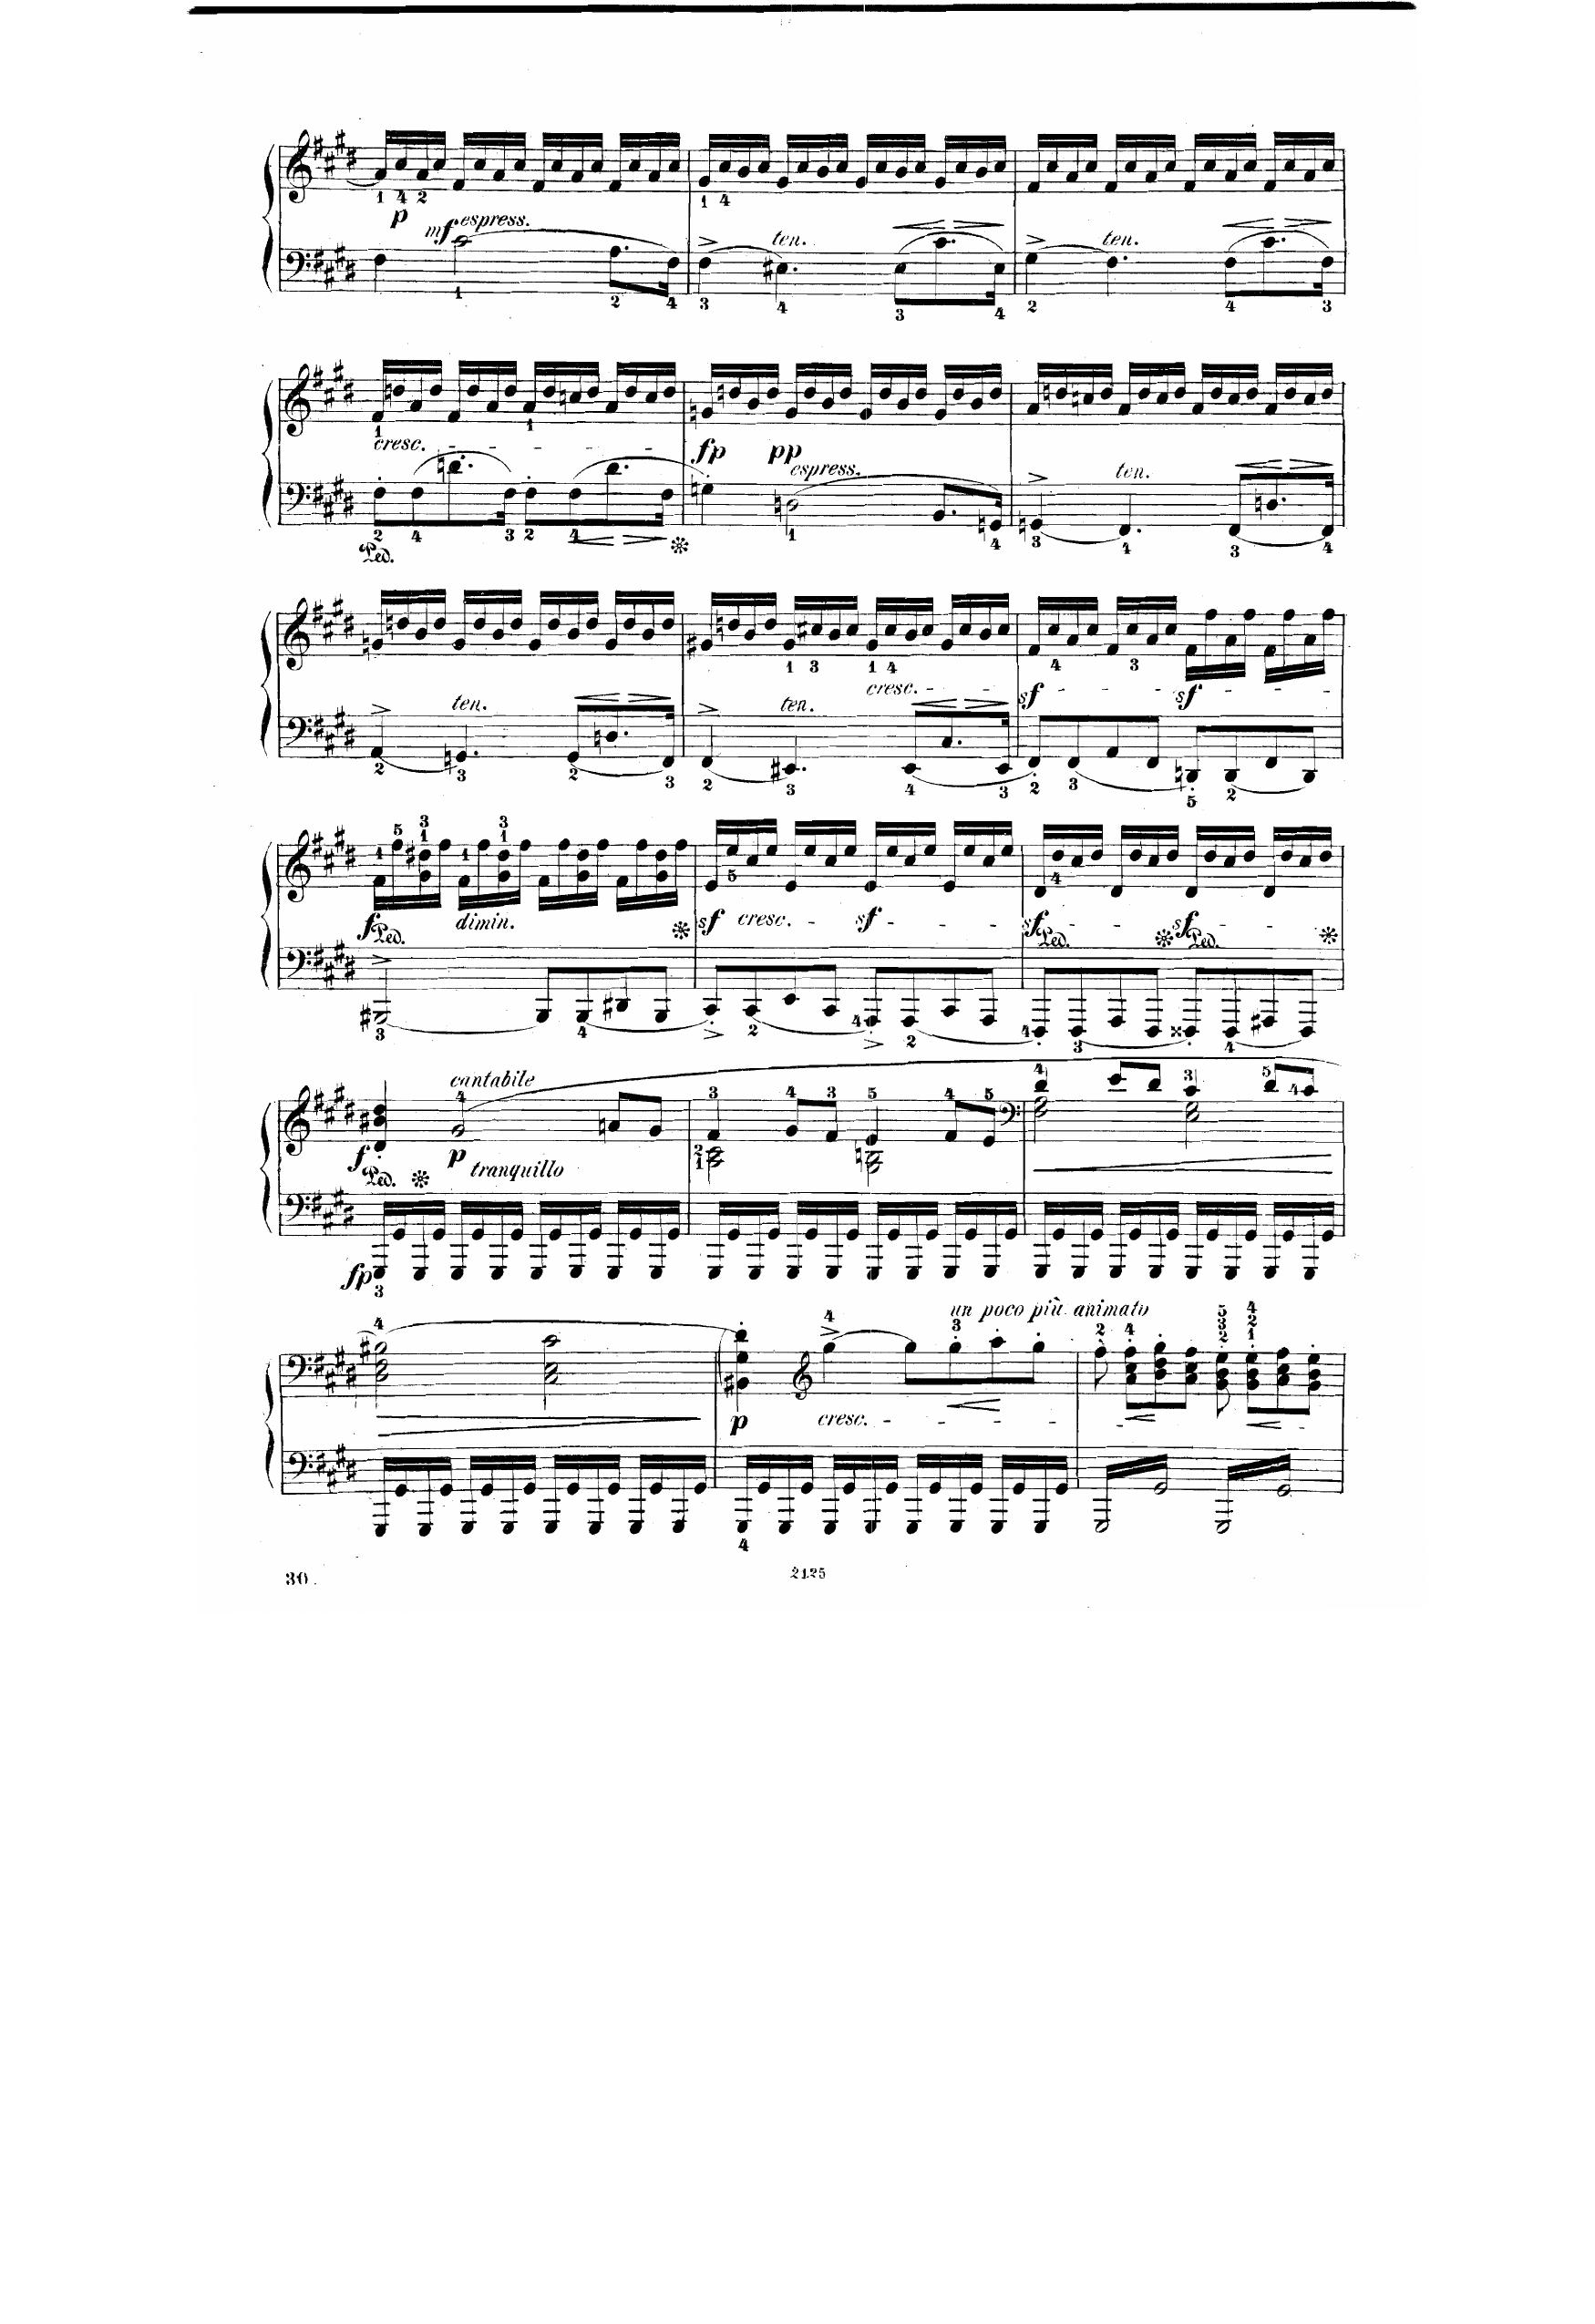 1 4 2 1 4
p mf espress. ten. ten.
1 2 4 3 4 3 4 2 4 3
1 1
cresc. fp pp espress. ten.
2 4 3 2 4 Ped. 1 4 3 4 3 4
1 3 1 4 4 3
ten. ten. cresc. sf sf
2 3 2 3 2 3 4 3 2 3 5 2
1 5 3 1 1 3 1 5 4
f Ped. dimin. sf cresc. sf sf Ped. sf Ped.
3 4 2 4 2 4 3 4
cantabile
4 3 4 3 5 4 5 4 3 5 4
f p 2 1
Ped. tranquillo
fp 3
un poco più animato
4 4 3 2 4 5 3 2 4 2 1
p cresc.
4
30.
2125